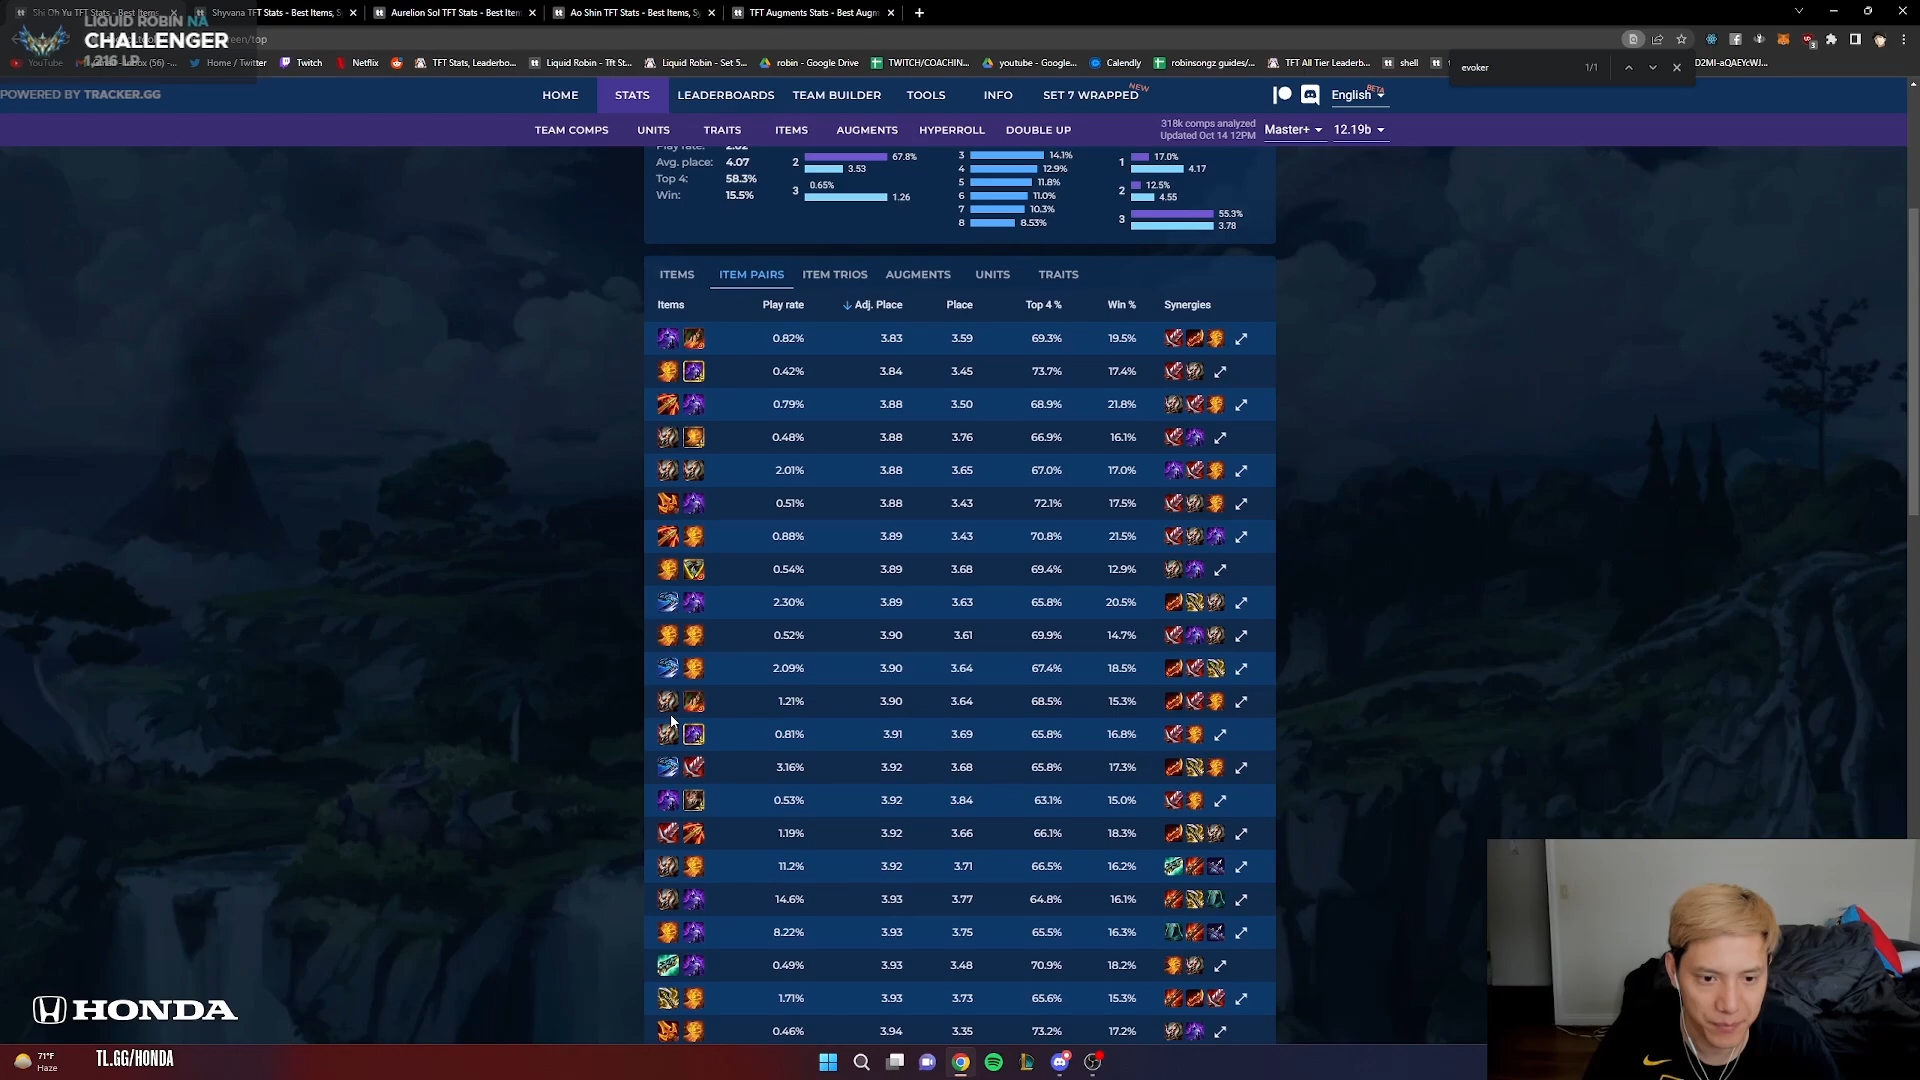 Shi Oh Yu TFT Stats - Best Items,
Shyvana TFT Stats - Best Items, Sy
Aurelion Sol TFT Stats - Best Item
Ao Shin TFT Stats - Best Items, Sy
TFT Augments Stats - Best Augm
LIQUID ROBIN NA
CHALLENGER
1,216 LP
YouTube
Home / Twitter
Twitch
Netflix
TFT Stats, Leaderbo...
Liquid Robin - Tft St...
Liquid Robin - Set 5...
robin - Google Drive
TWITCH/COACHIN...
youtube - Google...
Calendly
robinsongz guides/...
TFT All Tier Leaderb...
shell
D2MI-aQAEYcWJ...
evoker
1/1
POWERED BY TRACKER.GG
HOME STATS LEADERBOARDS TEAM BUILDER TOOLS INFO SET 7 WRAPPED NEW English BETA
TEAM COMPS UNITS TRAITS ITEMS AUGMENTS HYPERROLL DOUBLE UP
318k comps analyzed
Updated Oct 14 12PM
Master+ 12.19b
Avg. place: 4.07
Top 4: 58.3%
Win: 15.5%
2 67.8%
3.53
3 0.65%
1.26
3 14.1%
4 12.9%
5 11.8%
6 11.0%
7 10.3%
8 8.53%
1 17.0%
4.17
2 12.5%
4.55
3 55.3%
3.78
ITEMS ITEM PAIRS ITEM TRIOS AUGMENTS UNITS TRAITS
Items Play rate Adj. Place Place Top 4 % Win % Synergies
0.82% 3.83 3.59 69.3% 19.5%
0.42% 3.84 3.45 73.7% 17.4%
0.79% 3.88 3.50 68.9% 21.8%
0.48% 3.88 3.76 66.9% 16.1%
2.01% 3.88 3.65 67.0% 17.0%
0.51% 3.88 3.43 72.1% 17.5%
0.88% 3.89 3.43 70.8% 21.5%
0.54% 3.89 3.68 69.4% 12.9%
2.30% 3.89 3.63 65.8% 20.5%
0.52% 3.90 3.61 69.9% 14.7%
2.09% 3.90 3.64 67.4% 18.5%
1.21% 3.90 3.64 68.5% 15.3%
0.81% 3.91 3.69 65.8% 16.8%
3.16% 3.92 3.68 65.8% 17.3%
0.53% 3.92 3.84 63.1% 15.0%
1.19% 3.92 3.66 66.1% 18.3%
11.2% 3.92 3.71 66.5% 16.2%
14.6% 3.93 3.77 64.8% 16.1%
8.22% 3.93 3.75 65.5% 16.3%
0.49% 3.93 3.48 70.9% 18.2%
1.71% 3.93 3.73 65.6% 15.3%
0.46% 3.94 3.35 73.2% 17.2%
HONDA
71°F
Haze
TL.GG/HONDA